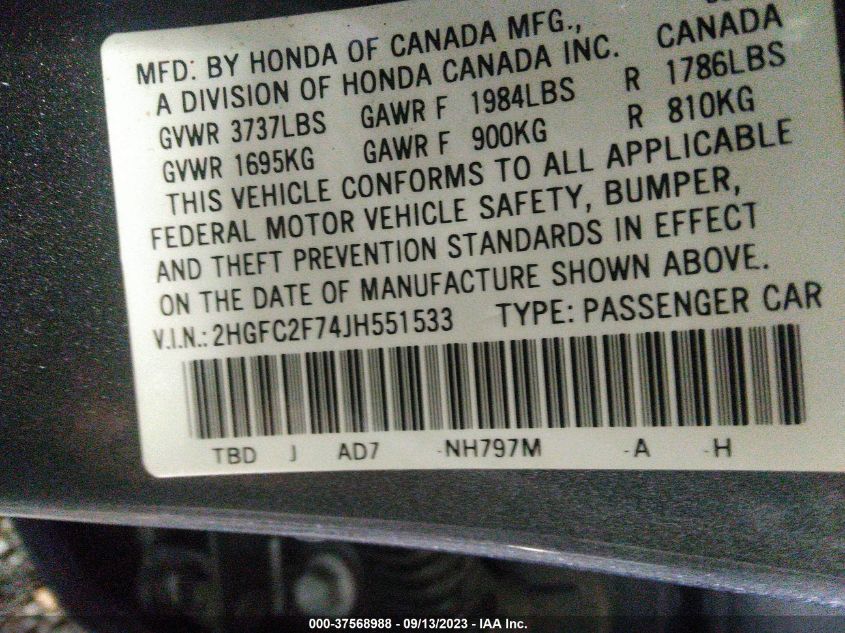 MFD. BY HONDA OF CANADA MFG.,
A DIVISION OF HONDA CANADA INC. CANADA
GVWR 3737LBS GAWR F 1984LBS R 1786LBS
GVWR 1695KG GAWR F 900KG R 810KG
THIS VEHICLE CONFORMS TO ALL APPLICABLE
FEDERAL MOTOR VEHICLE SAFETY, BUMPER,
AND THEFT PREVENTION STANDARDS IN EFFECT
ON THE DATE OF MANUFACTURE SHOWN ABOVE.
V.I.N.: 2HGFC2F74JH551533 TYPE: PASSENGER CAR
TBD J AD7 -NH797M -A -H
000-37568988 - 09/13/2023 - IAA Inc.